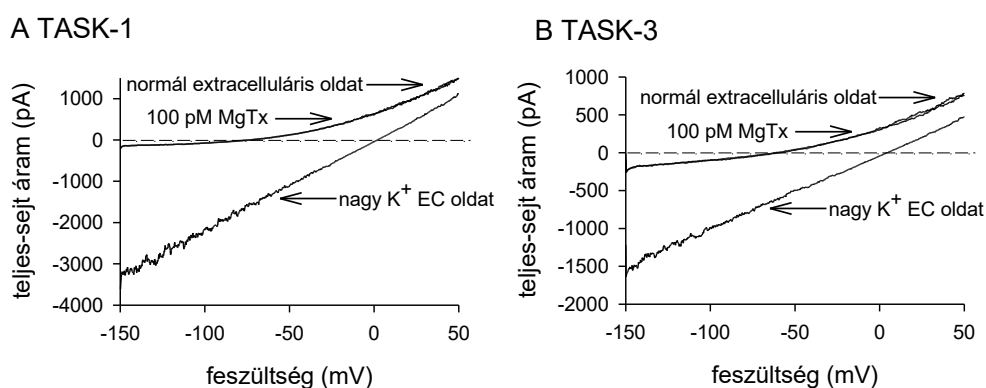 A TASK-1
teljes-sejt áram (pA)
1000
0
-1000
-2000
-3000
-4000
normál extracelluláris oldat
100 pM MgTx
nagy K+ EC oldat
-150
-100
-50
0
50
feszültség (mV)
B TASK-3
teljes-sejt áram (pA)
1000
500
0
-500
-1000
-1500
-2000
normál extracelluláris oldat
100 pM MgTx
nagy K+ EC oldat
-150
-100
-50
0
50
feszültség (mV)